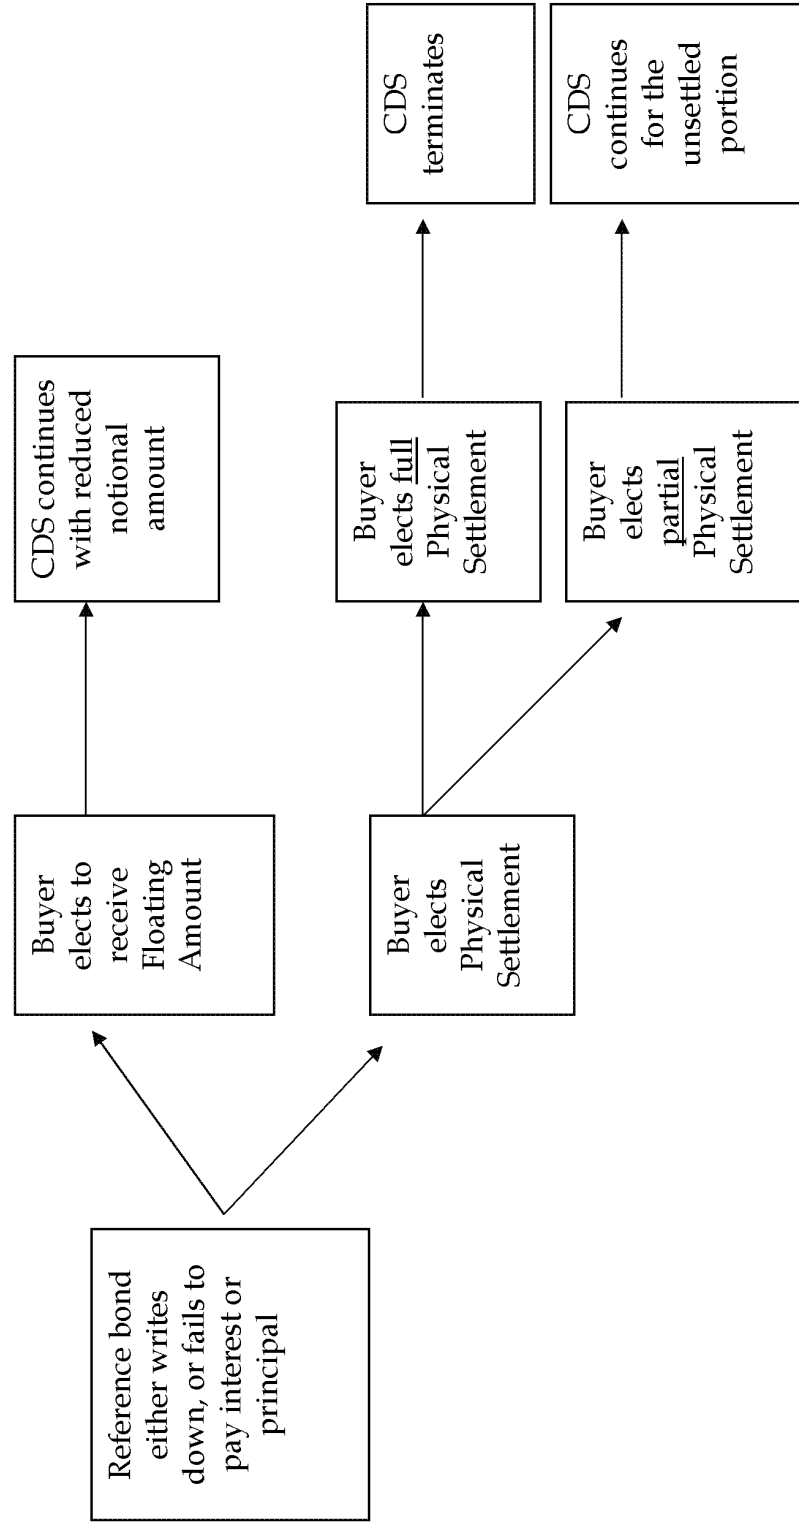 Reference bond
either writes
down, or fails to
pay interest or
principal
Buyer
elects to
receive
Floating
Amount
CDS continues
with reduced
notional
amount
Buyer
elects
Physical
Settlement
Buyer
elects full
Physical
Settlement
CDS
terminates
Buyer
elects
partial
Physical
Settlement
CDS
continues
for the
unsettled
portion